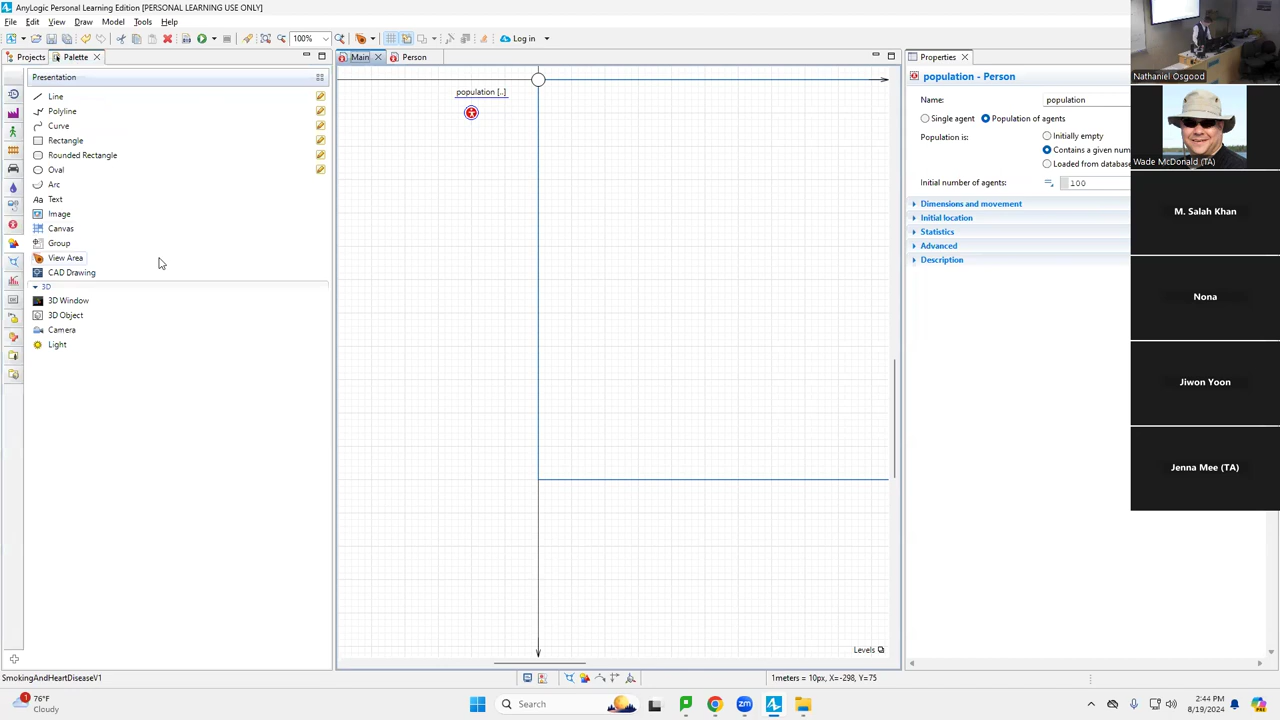 AnyLogic Personal Learning Edition [PERSONAL LEARNING USE ONLY]
File Edit View Draw Model Tools Help
100% Log in
Projects Palette
Main Person
Properties
Presentation
Line
Polyline
Curve
Rectangle
Rounded Rectangle
Oval
Arc
Text
Image
Canvas
Group
View Area
CAD Drawing
3D
3D Window
3D Object
Camera
Light
population [..]
Levels
population - Person
Name: population
Single agent Population of agents
Population is: Initially empty
Contains a given num
Loaded from databas
Initial number of agents: 100
Dimensions and movement
Initial location
Statistics
Advanced
Description
Nathaniel Osgood
Wade McDonald (TA)
M. Salah Khan
Nona
Jiwon Yoon
Jenna Mee (TA)
SmokingAndHeartDiseaseV1
1meters = 10px, X=-298, Y=75
1
76°F
Cloudy
Search
2:44 PM
8/19/2024